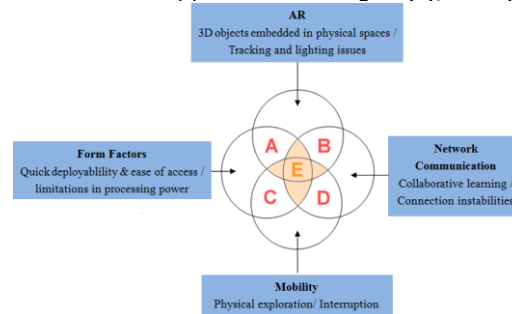 AR
3D objects embedded in physical spaces /
Tracking and lighting issues
A
B
Form Factors
Quick deployablility & ease of access /
limitations in processing power
E
Network
Communication
Collaborative learning /
Connection instabilities
C
D
Mobility
Physical exploration/ Interruption